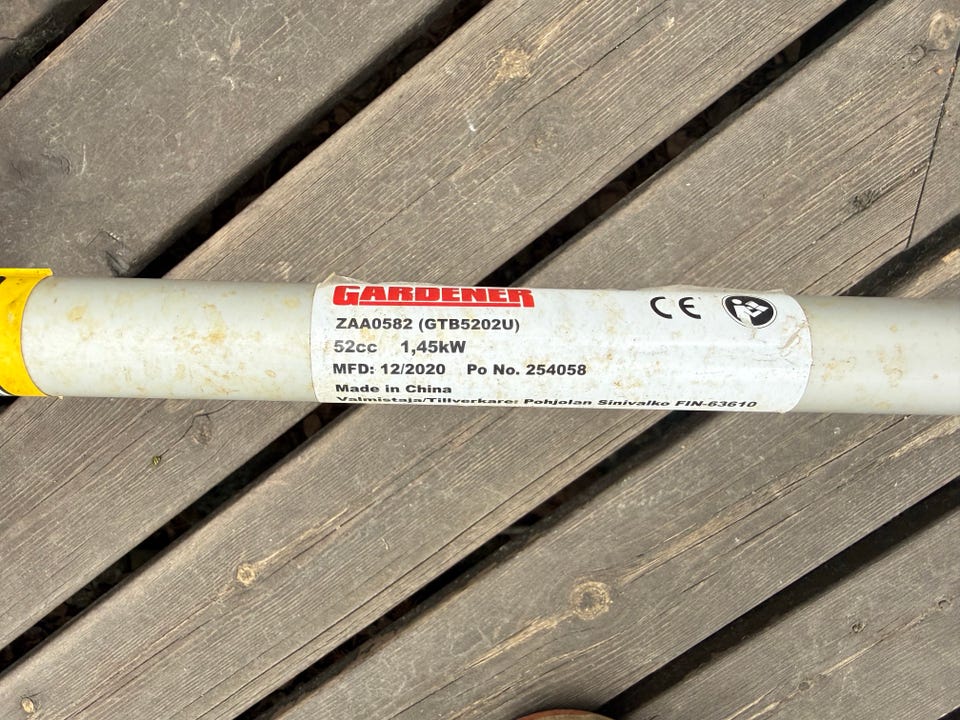 GARDENER
CE
ZAA0582 (GTB5202U)
52cc 1,45kW
MFD: 12/2020 Po No. 254058
Made in China
Valmistaja/Tillverkare: Pohjolan Sinivalko FIN-63610